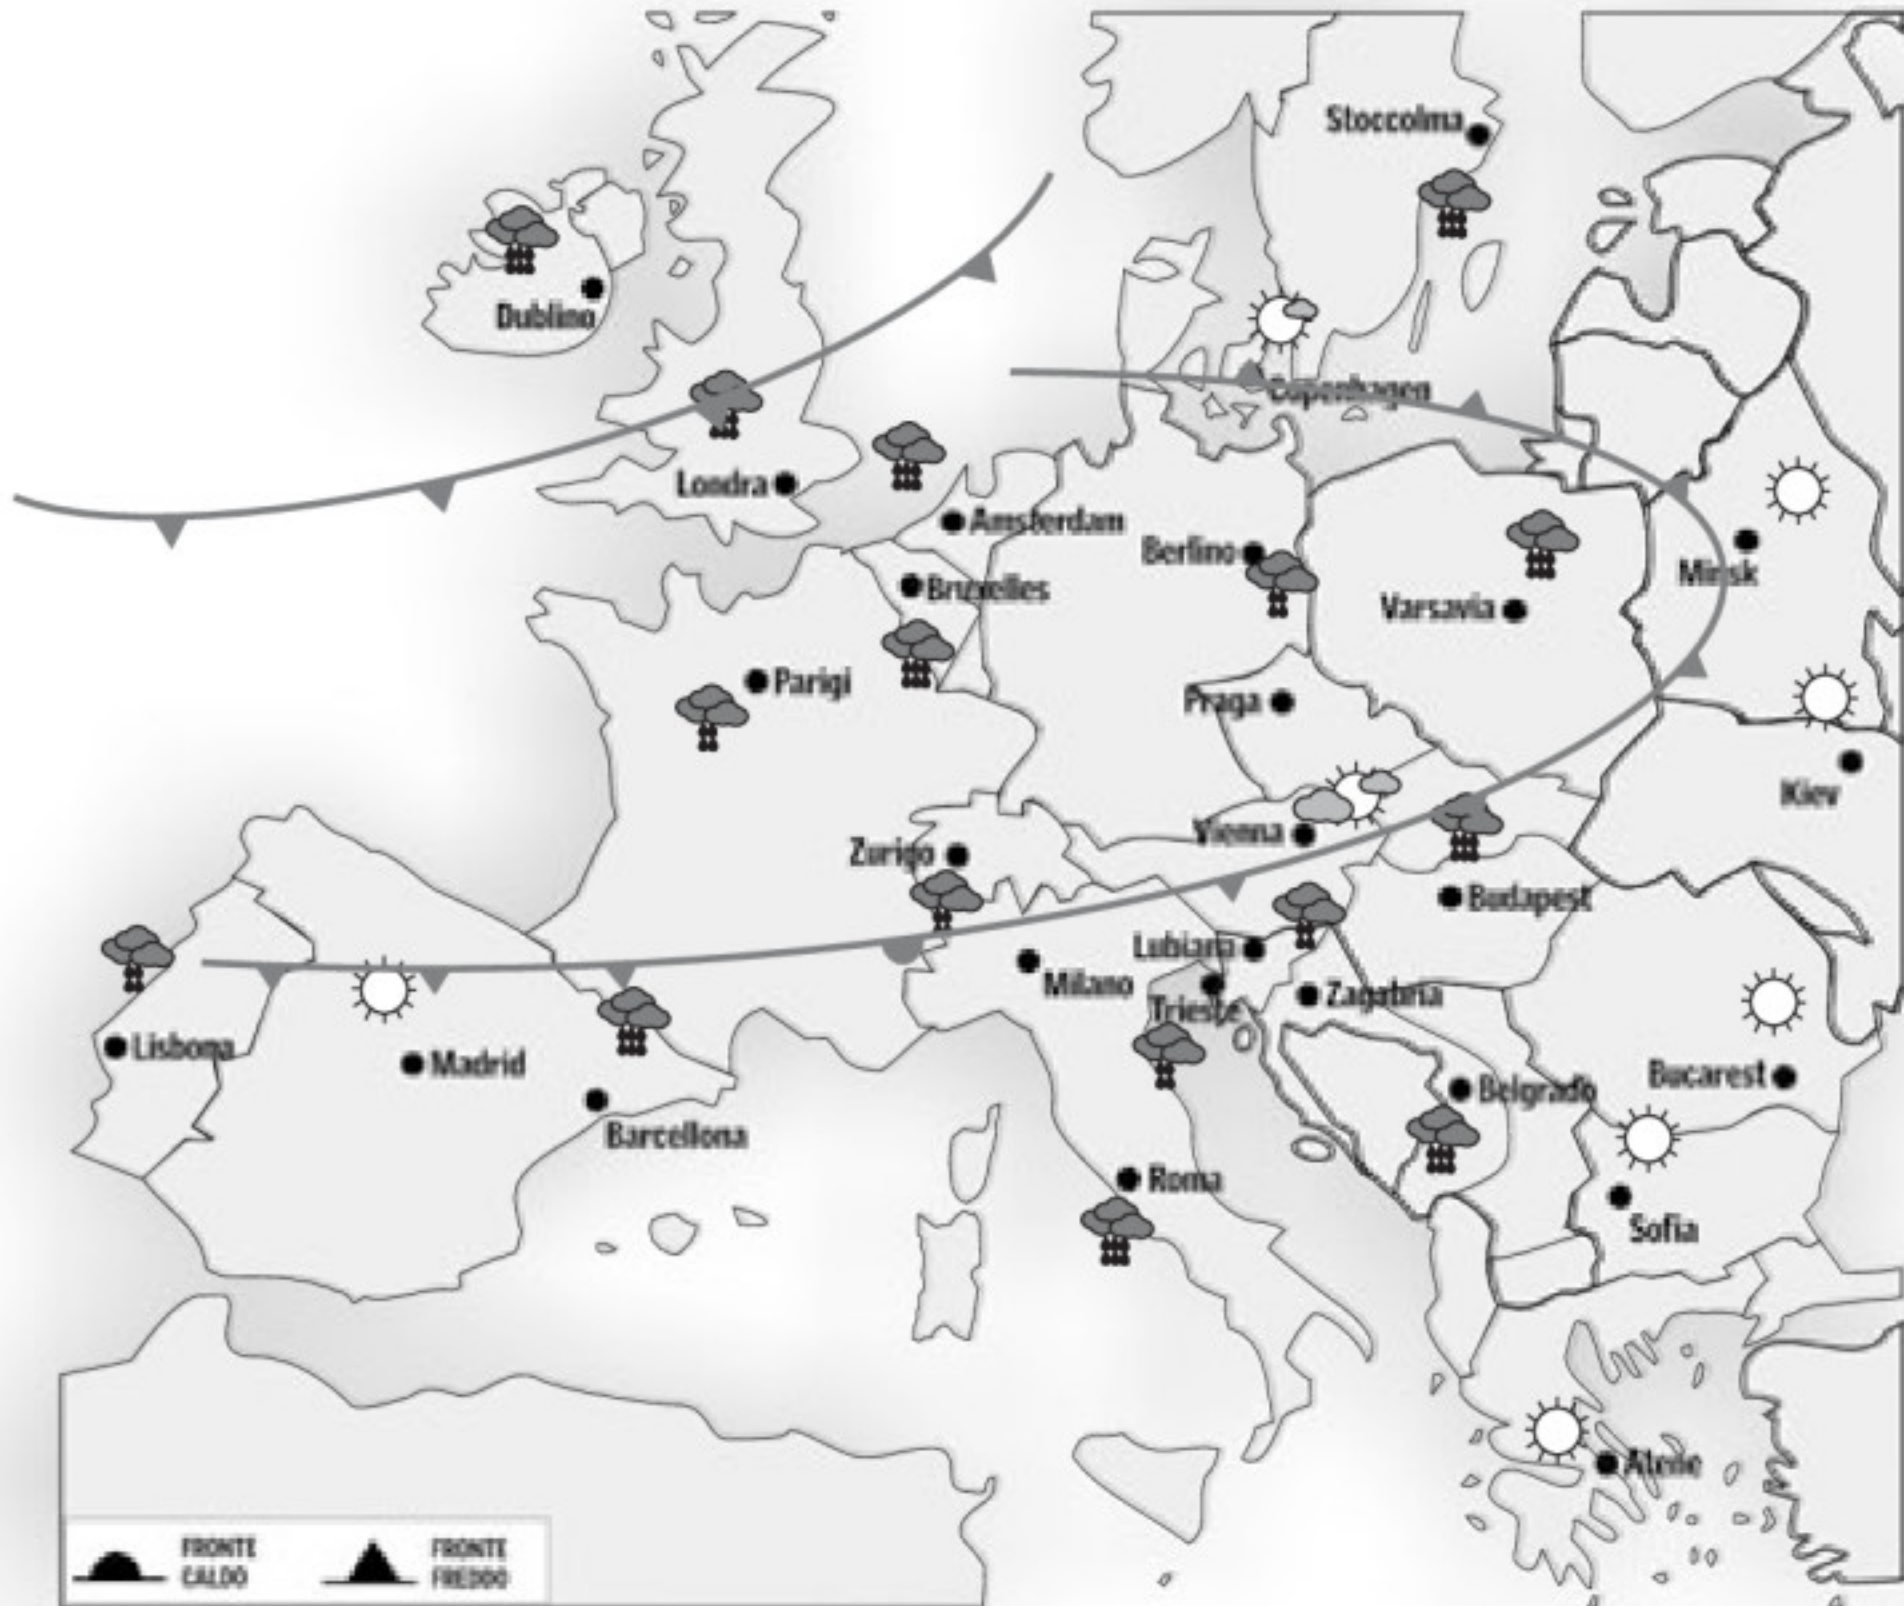 Stoccolma
Dublino
Copenhagen
Londra
Amsterdam
Berlino
Bruxelles
Minsk
Varsavia
Parigi
Praga
Kiev
Vienna
Zurigo
Budapest
Lubiana
Milano
Zagabria
Trieste
Lisbona
Madrid
Belgrado
Bucarest
Barcellona
Roma
Sofia
Atene
FRONTE
CALDO
FRONTE
FREDDO